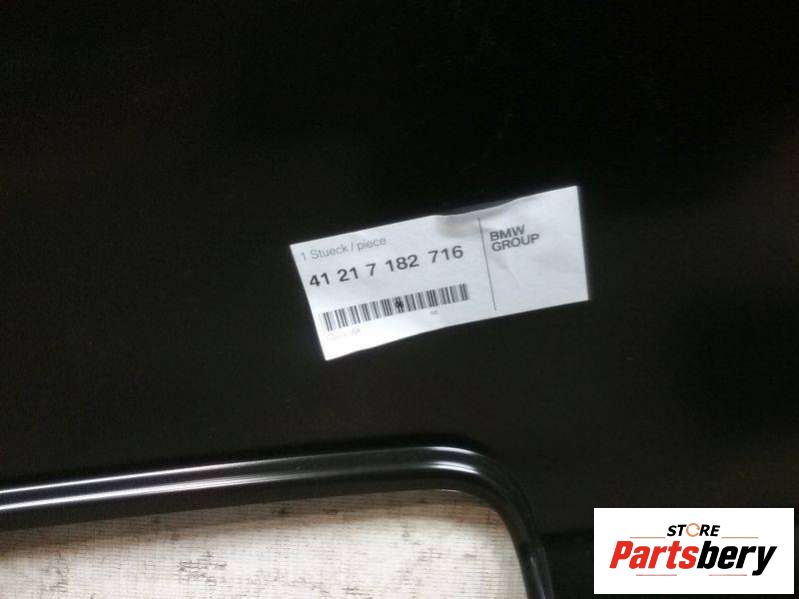 1 Stueck / piece
41 21 7 182 716
BMW
GROUP
STORE
Partsbery